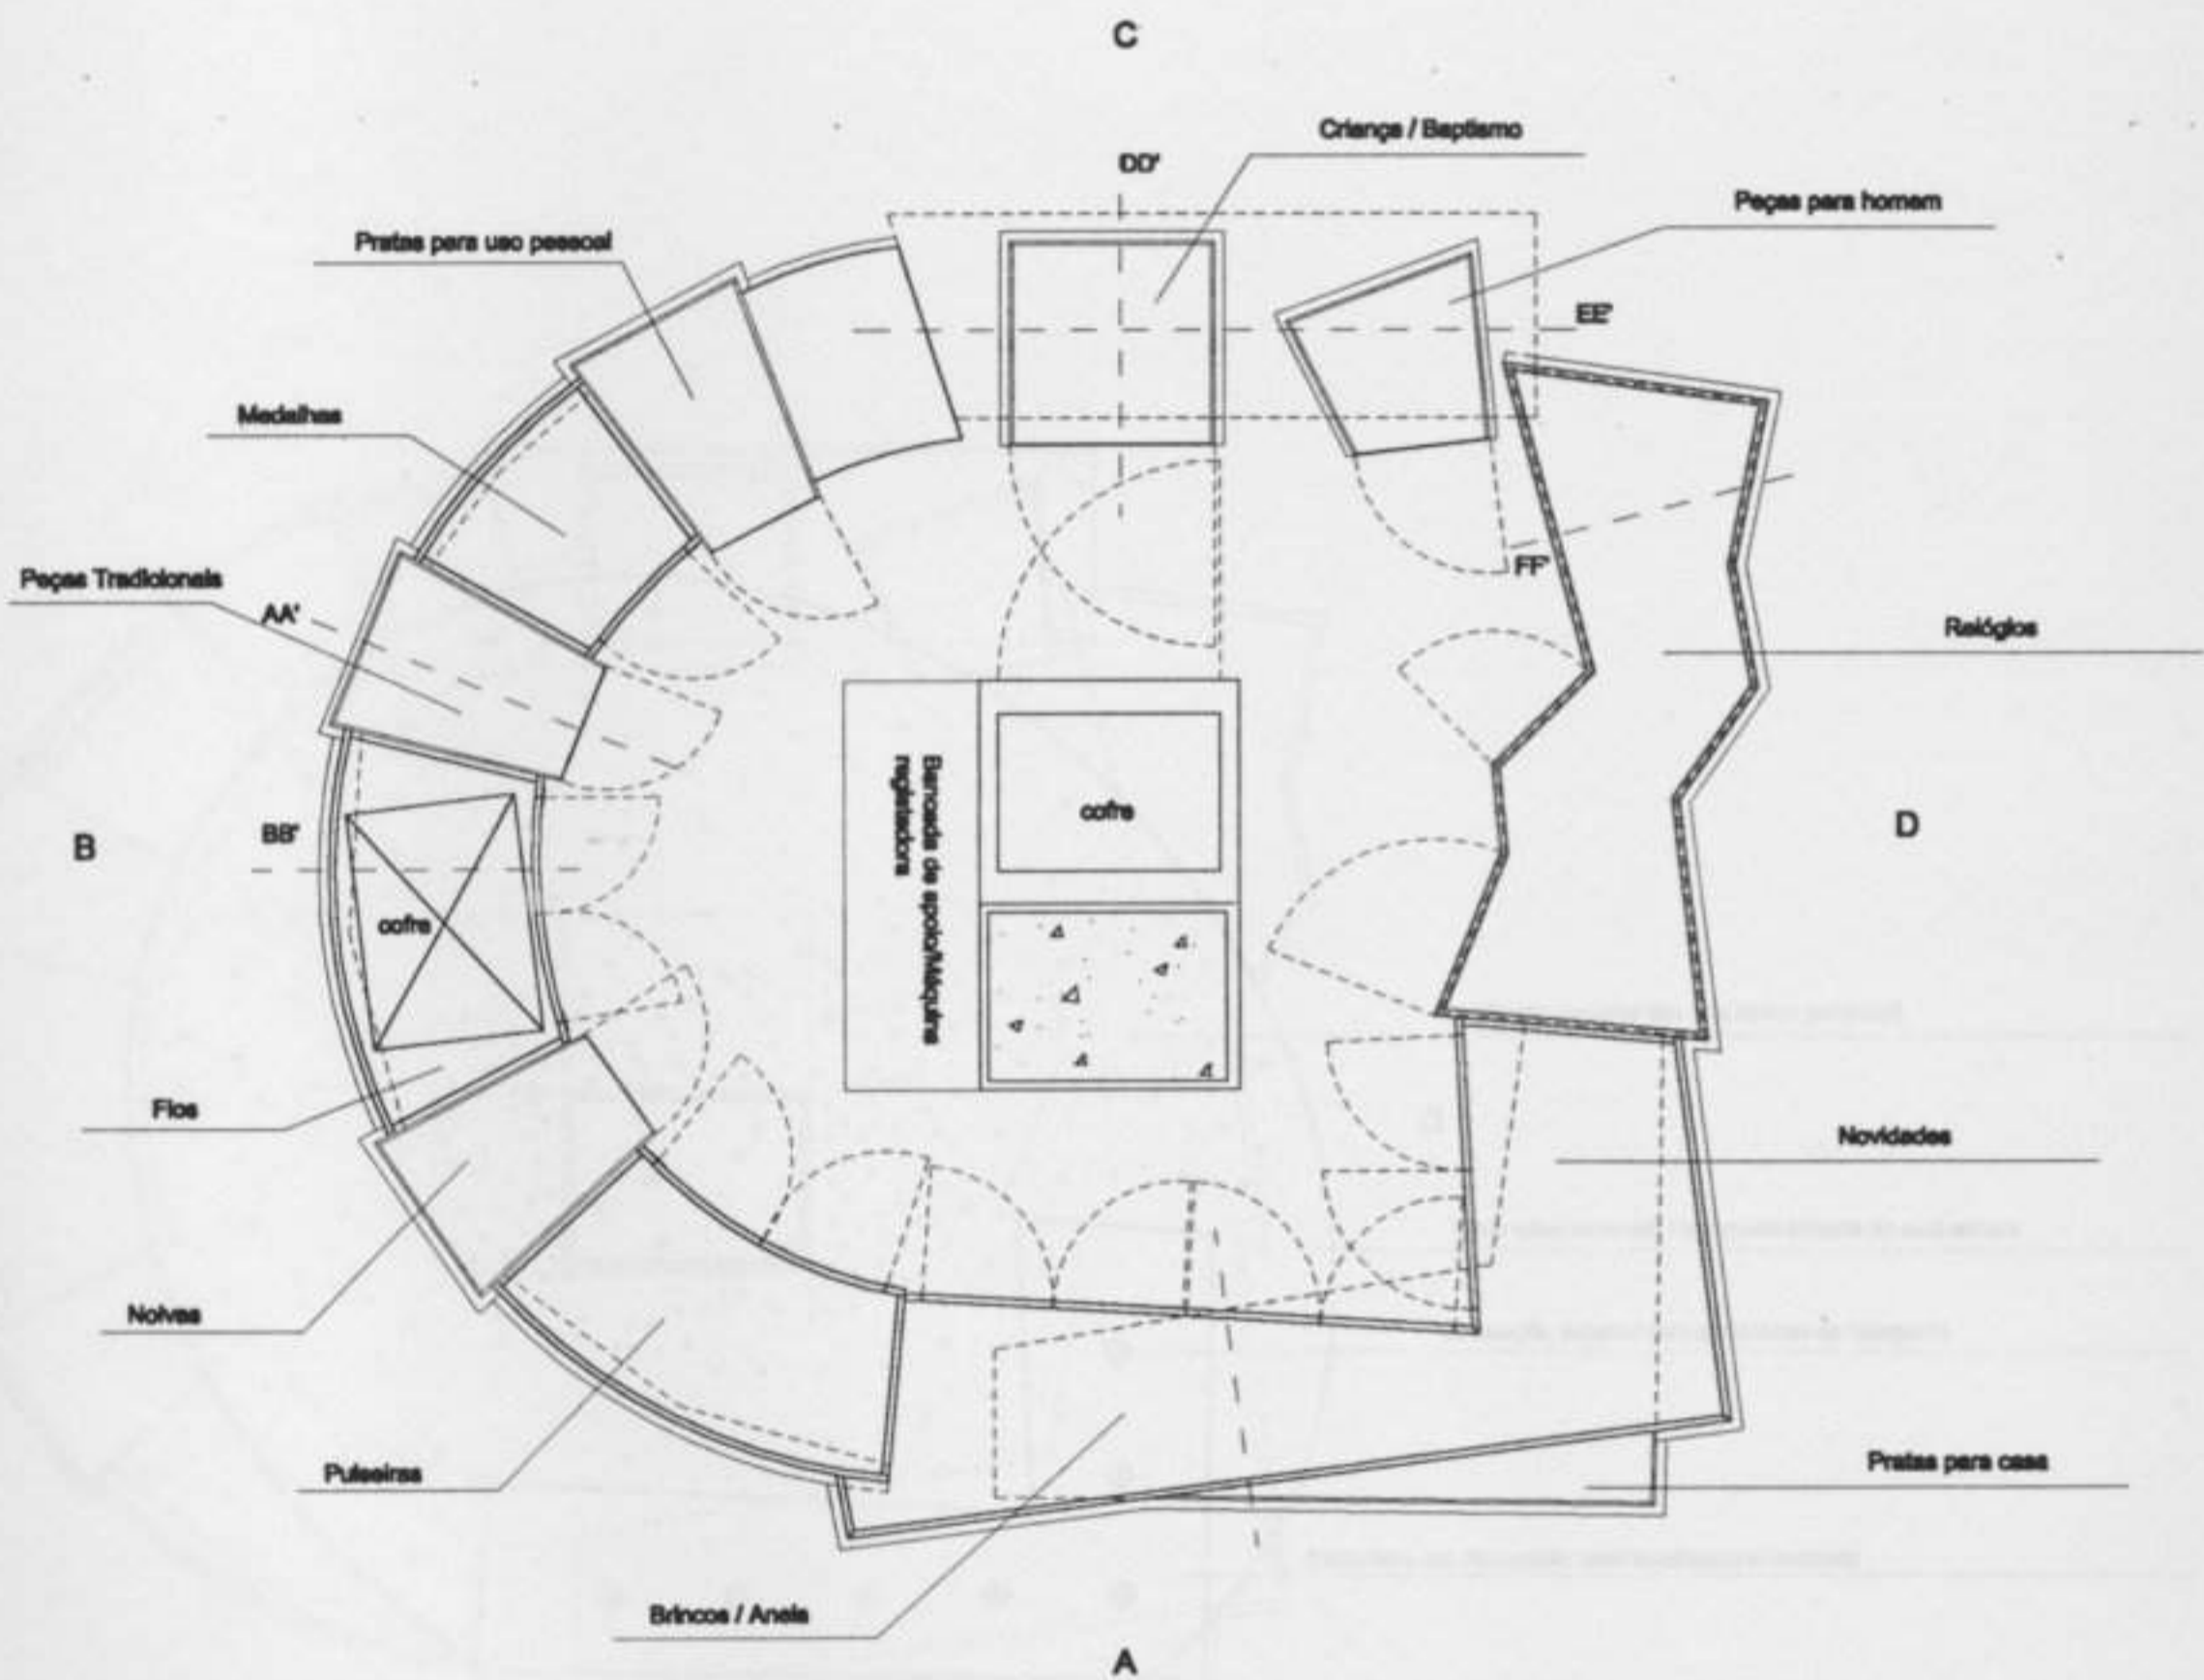 C
Criança / Baptismo
DD'
Peças para homem
Pratas para uso pessoal
EE'
Medalhas
FF'
Peças Tradicionais
AA'
Relógios
Bancada de apoio/Máquina
registadora
cofre
B
BB'
D
cofre
Fios
Novidades
Noivas
Pulseiras
Pratas para casa
Brincos / Aneis
A